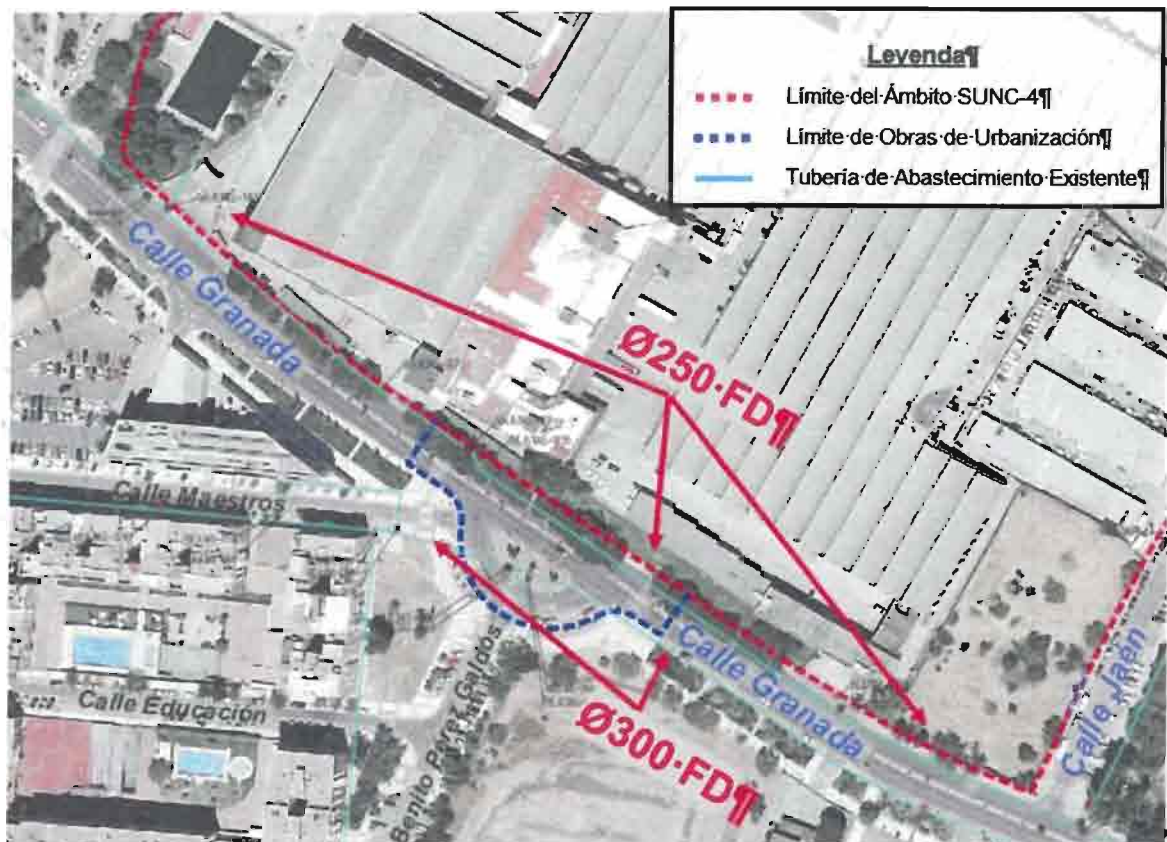 Leyenda¶
Límite·del·Ámbito·SUNC-4¶
Límite·de·Obras·de·Urbanización¶
Tubería·de·Abastecimiento·Existente¶
Calle Granada
Ø250·FD¶
Calle Maestros
Calle Granada
Calle Jaén
Calle Educación
Ø300·FD¶
Benito Pérez Galdos